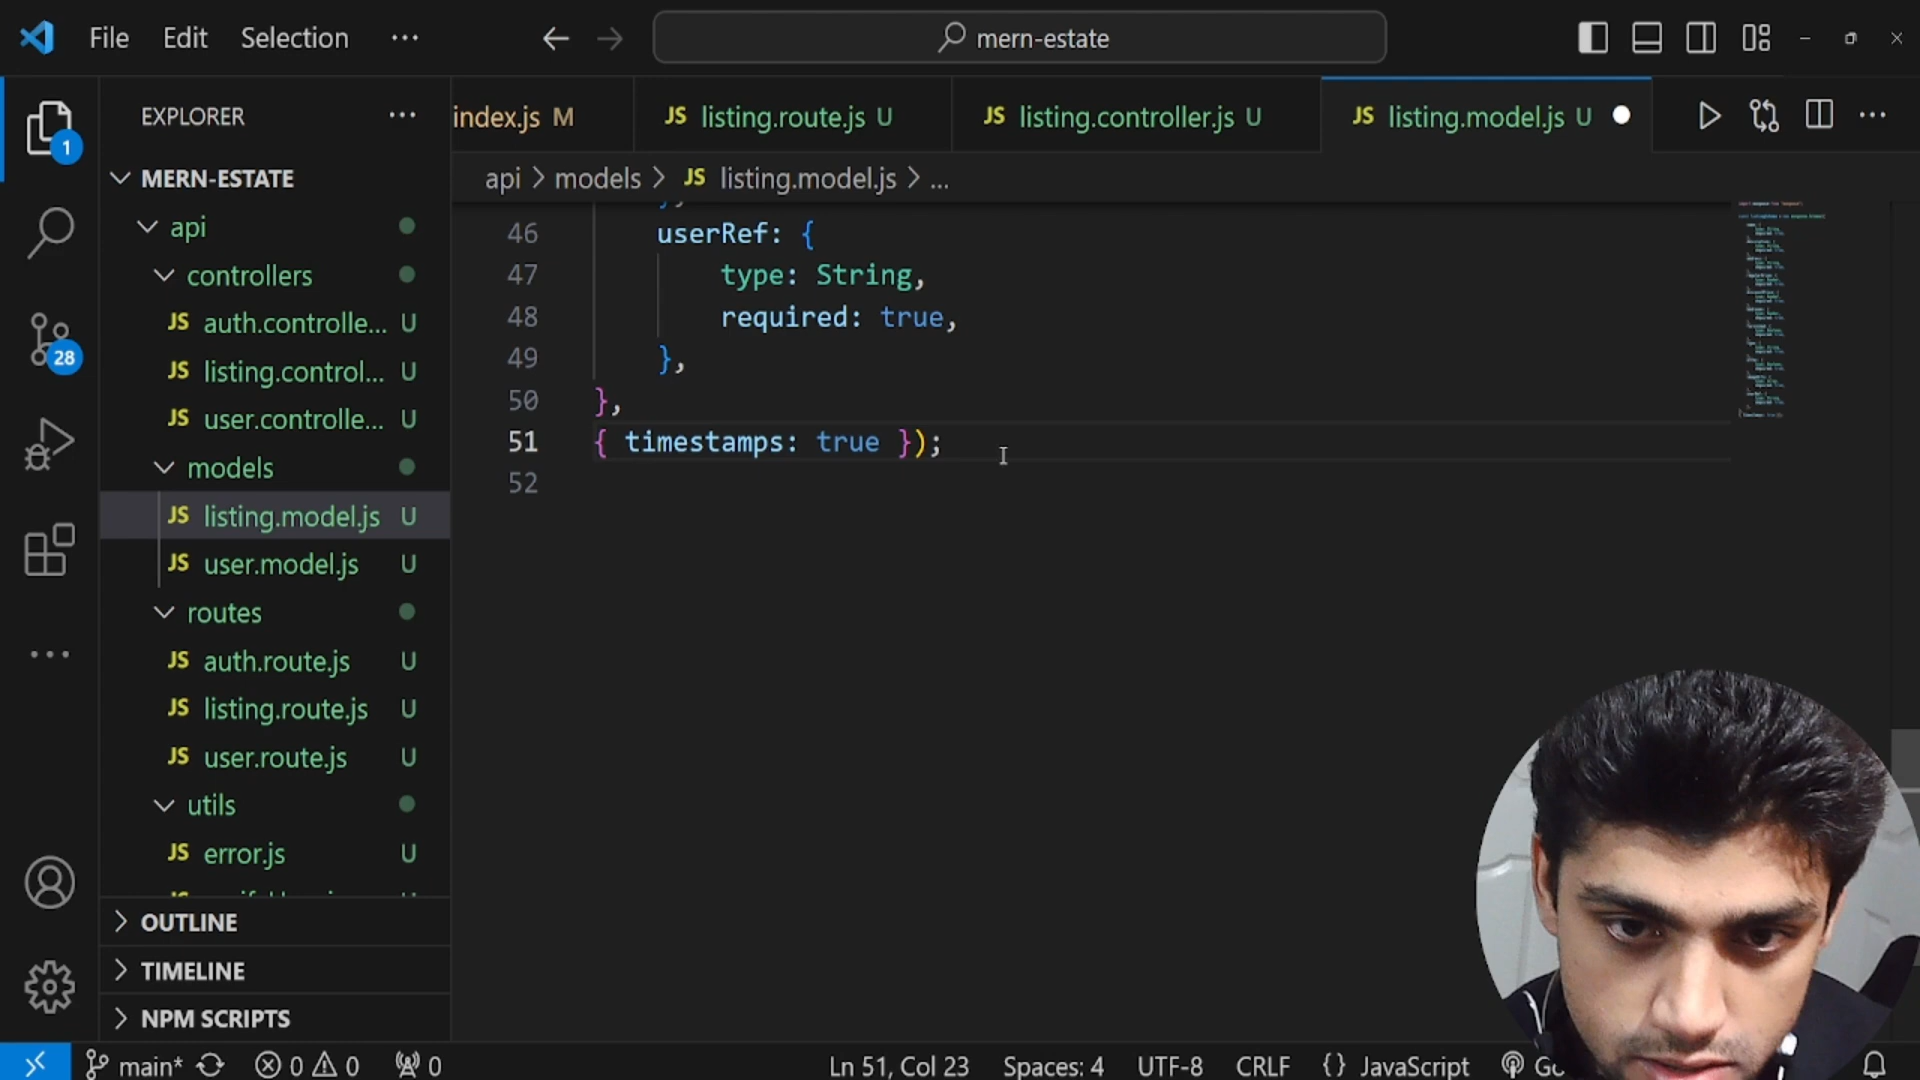 File Edit Selection ··· mern-estate
EXPLORER ···
index.js M
JS listing.route.js U
JS listing.controller.js U
JS listing.model.js U
api > models > JS listing.model.js > ...
1
28
MERN-ESTATE
api
controllers
JS auth.controlle... U
JS listing.control... U
JS user.controlle... U
models
JS listing.model.js U
JS user.model.js U
routes
JS auth.route.js U
JS listing.route.js U
JS user.route.js U
utils
JS error.js U
OUTLINE
TIMELINE
NPM SCRIPTS
46 userRef: {
47 type: String,
48 required: true,
49 },
50 },
51 { timestamps: true });
52
main* 0 0 0 Ln 51, Col 23 Spaces: 4 UTF-8 CRLF {} JavaScript